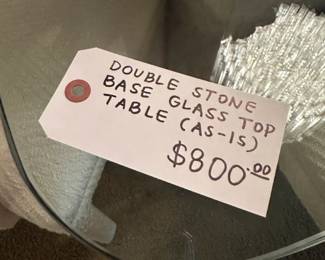 DOUBLE STONE
BASE GLASS TOP
TABLE (AS-IS)
$800.00